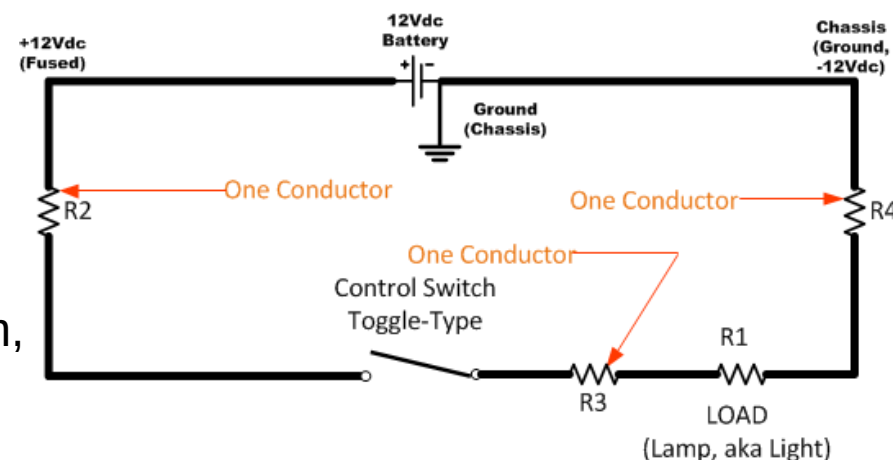 12Vdc
Battery
+12Vdc
(Fused)
Chassis
(Ground,
-12Vdc)
+ −
Ground
(Chassis)
One Conductor
R2
One Conductor
R4
One Conductor
Control Switch
Toggle-Type
n,
R1
R3
LOAD
(Lamp, aka Light)